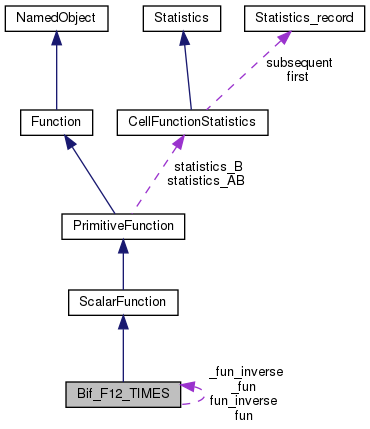 NamedObject
Statistics
Statistics_record
subsequent
first
Function
CellFunctionStatistics
statistics_B
statistics_AB
PrimitiveFunction
ScalarFunction
Bif_F12_TIMES
_fun_inverse
_fun
fun_inverse
fun